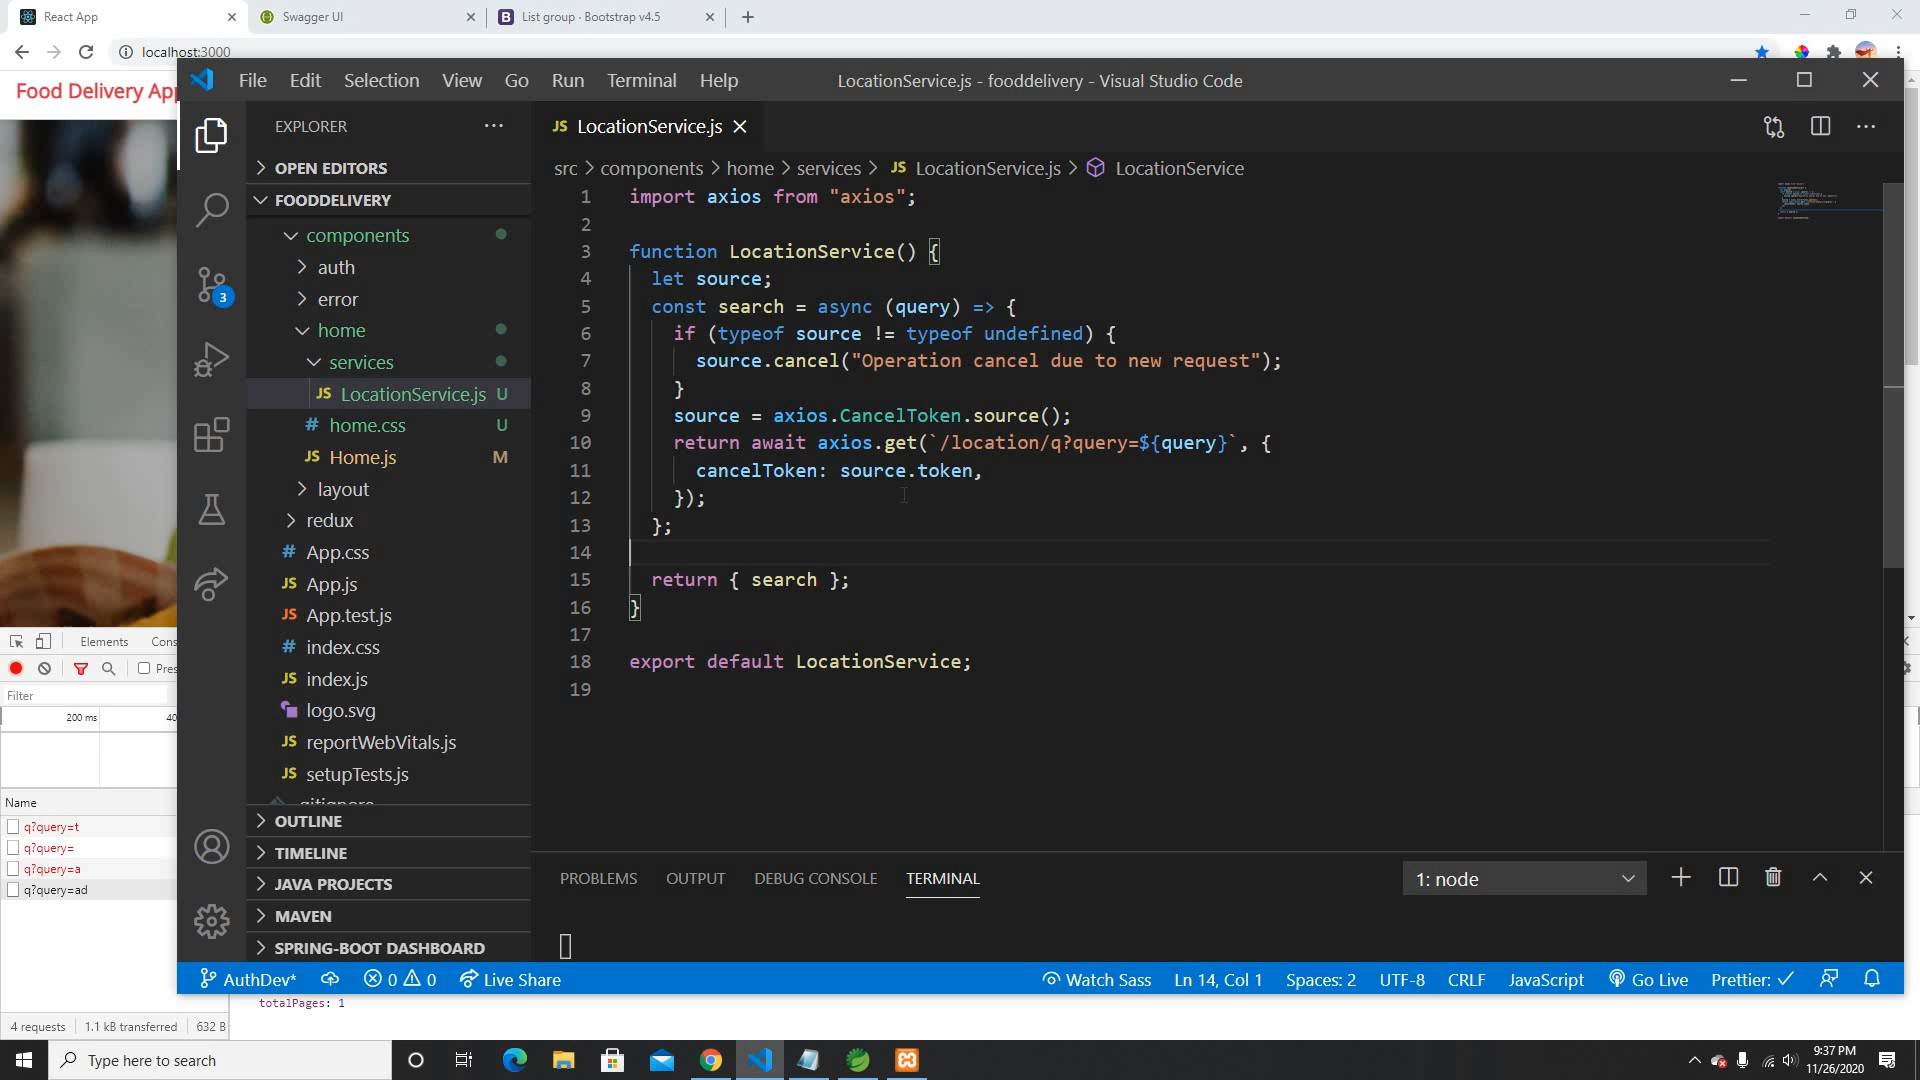 React App
Swagger UI
List group · Bootstrap v4.5
localhost:3000
Food Delivery App
File Edit Selection View Go Run Terminal Help
LocationService.js - fooddelivery - Visual Studio Code
EXPLORER
OPEN EDITORS
FOODDELIVERY
components
auth
error
home
services
LocationService.js U
home.css U
Home.js M
layout
redux
App.css
App.js
App.test.js
index.css
index.js
logo.svg
reportWebVitals.js
setupTests.js
.gitignore
OUTLINE
TIMELINE
JAVA PROJECTS
MAVEN
SPRING-BOOT DASHBOARD
3
LocationService.js
src > components > home > services > JS LocationService.js > LocationService
1 import axios from "axios";
2
3 function LocationService() {
4 let source;
5 const search = async (query) => {
6 if (typeof source != typeof undefined) {
7 source.cancel("Operation cancel due to new request");
8 }
9 source = axios.CancelToken.source();
10 return await axios.get(`/location/q?query=${query}`, {
11 cancelToken: source.token,
12 });
13 };
14
15 return { search };
16 }
17
18 export default LocationService;
19
PROBLEMS OUTPUT DEBUG CONSOLE TERMINAL
1: node
AuthDev* 0 0 Live Share
Watch Sass Ln 14, Col 1 Spaces: 2 UTF-8 CRLF JavaScript Go Live Prettier: ✓
Elements Cons
Pres
Filter
200 ms 40
Name
q?query=t
q?query=
q?query=a
q?query=ad
totalPages: 1
4 requests 1.1 kB transferred 632 B
Type here to search
9:37 PM
11/26/2020